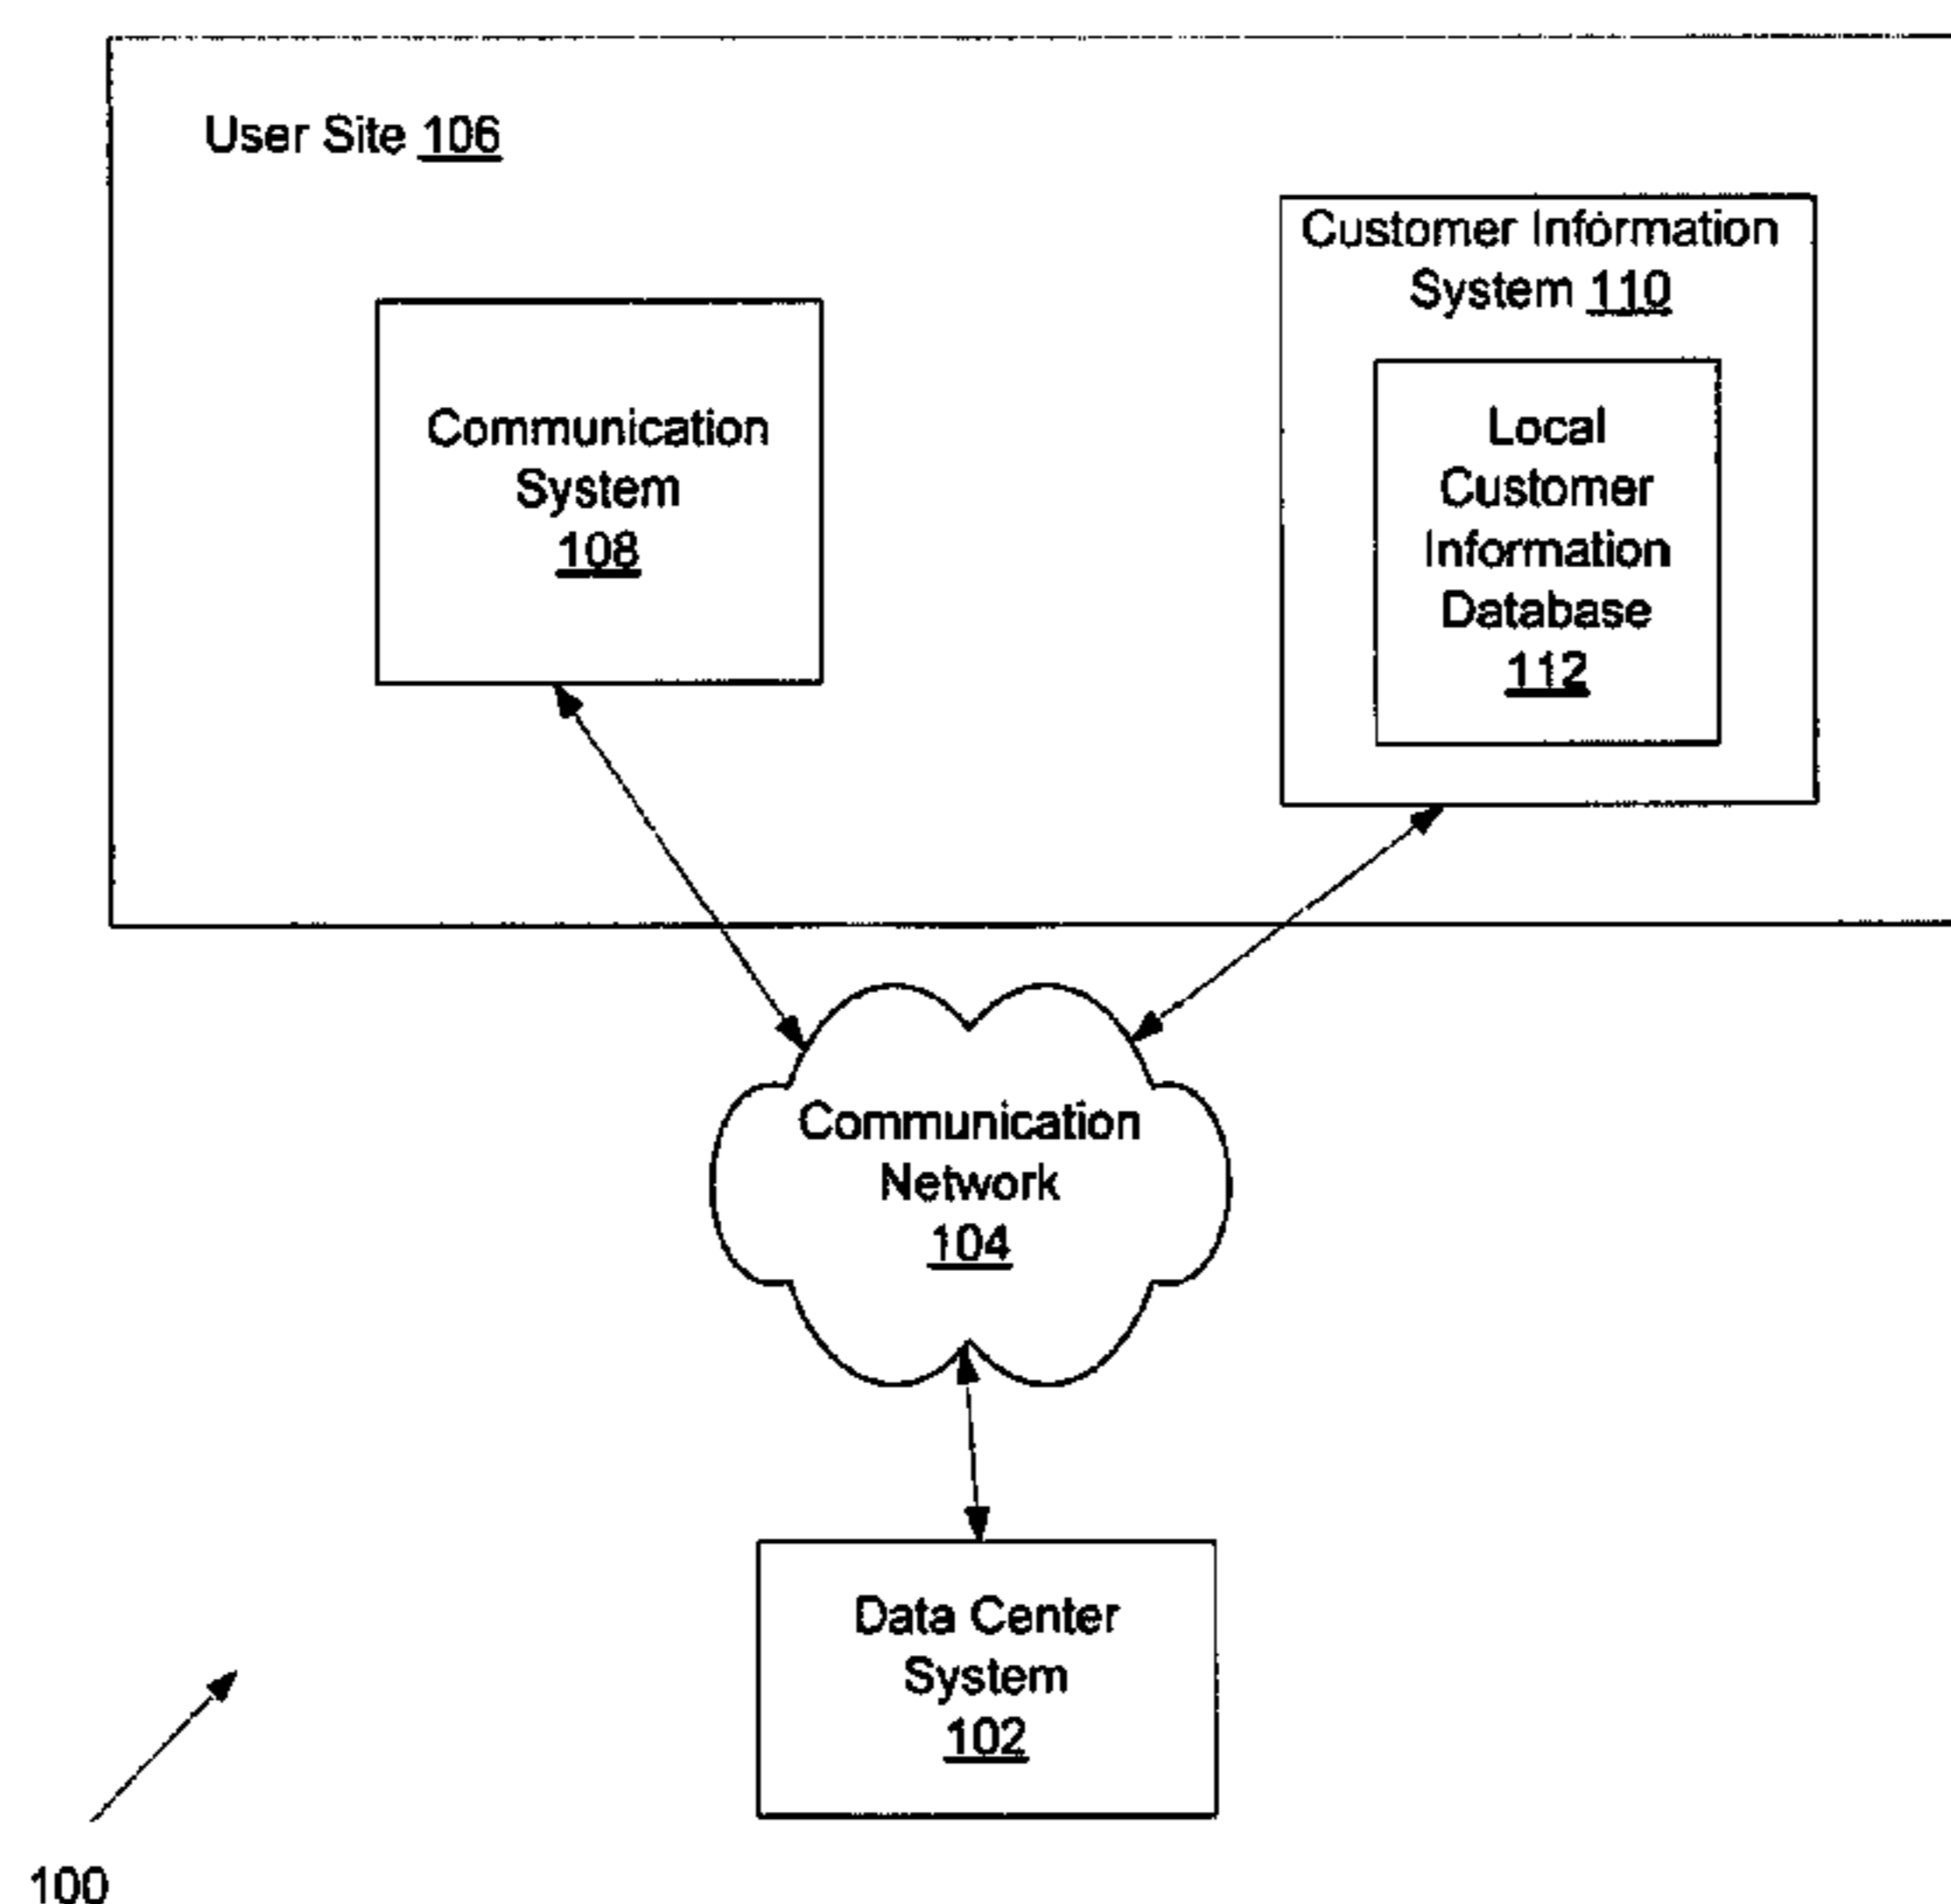 User Site 106
Customer Information
System 110
Communication
System
108
Local
Customer
Information
Database
112
Communication
Network
104
Data Center
System
102
100